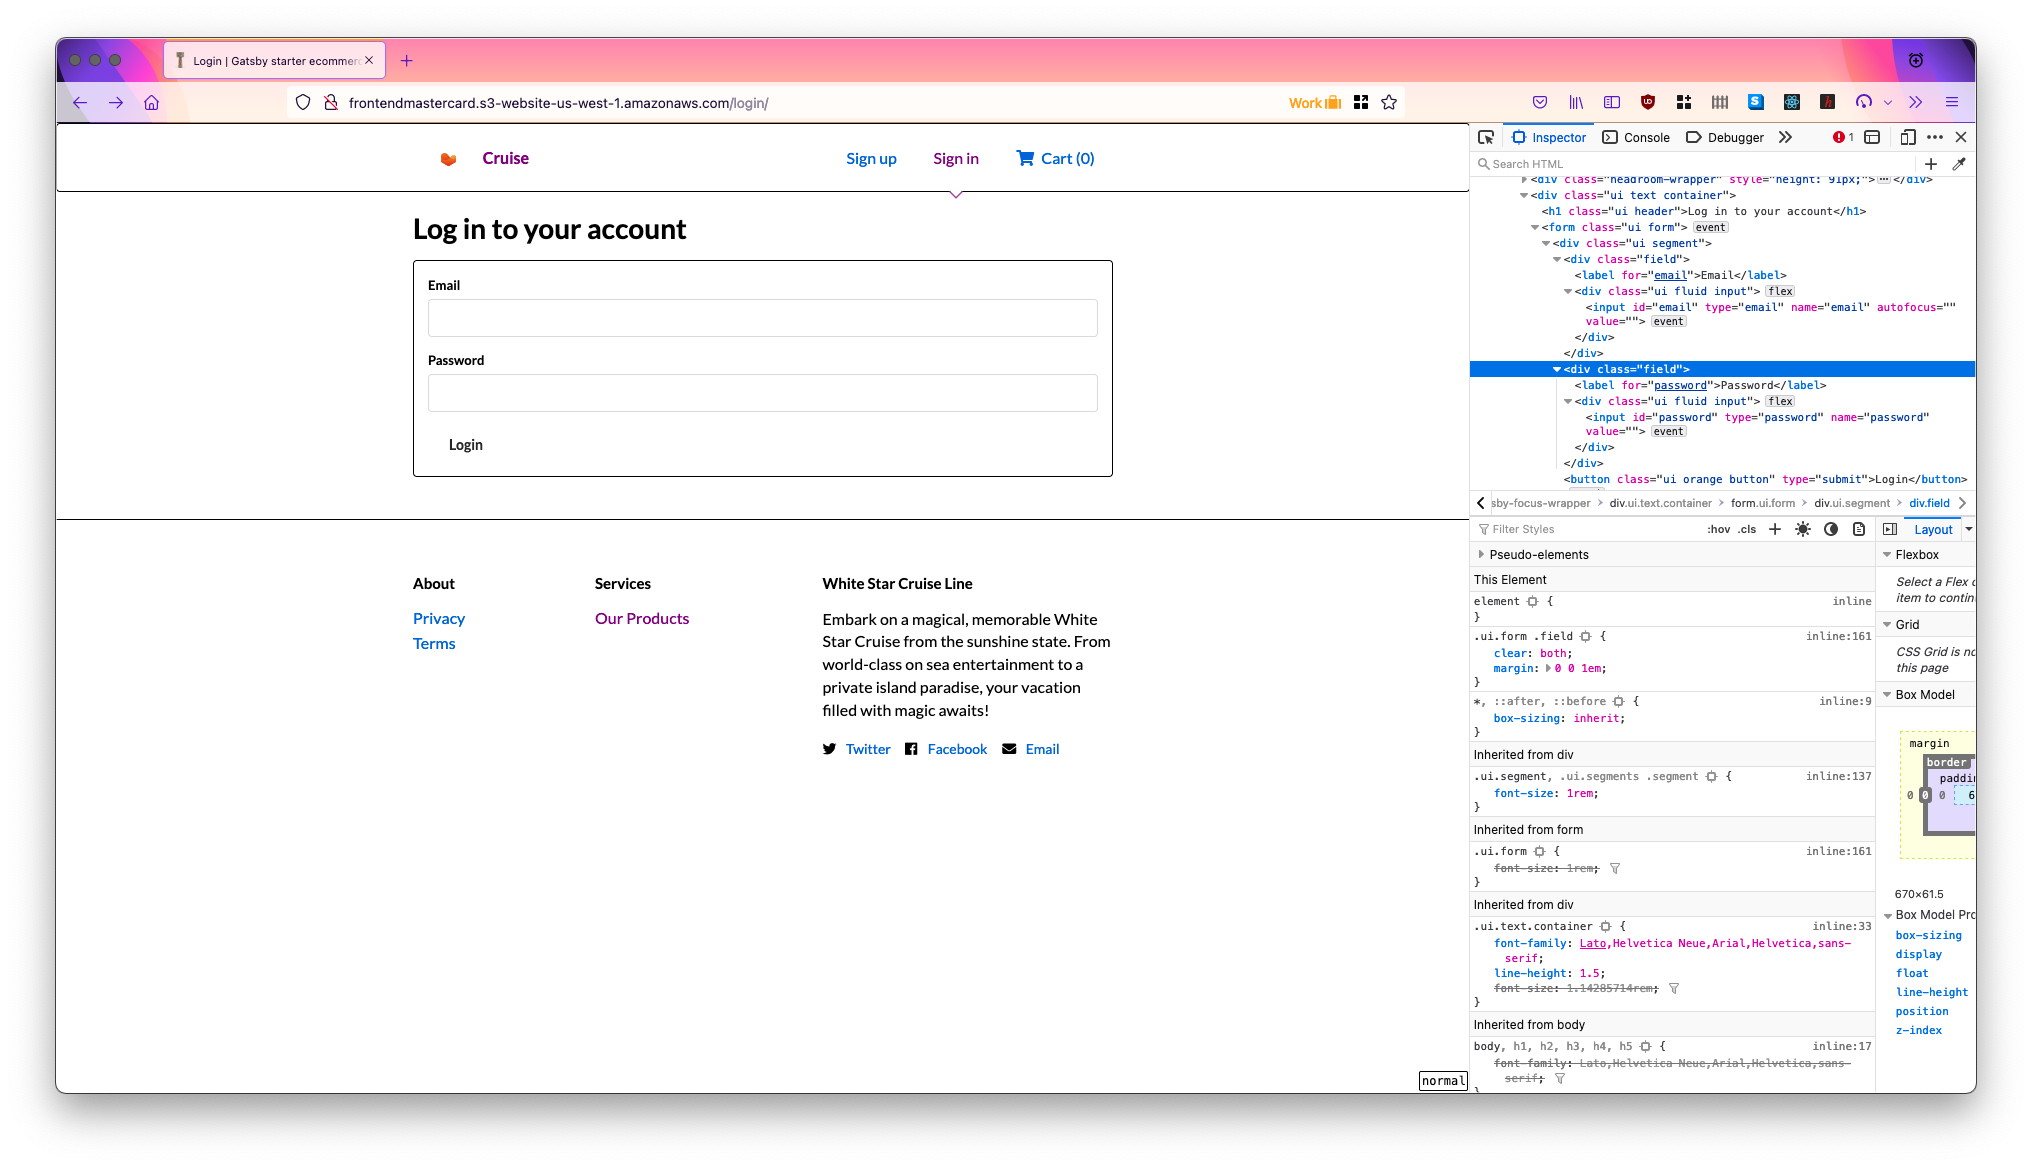 Login | Gatsby starter ecommerc
frontendmastercard.s3-website-us-west-1.amazonaws.com/login/
Work
Cruise
Sign up
Sign in
Cart (0)
Log in to your account
Email
Password
Login
About
Privacy
Terms
Services
Our Products
White Star Cruise Line
Embark on a magical, memorable White
Star Cruise from the sunshine state. From
world-class on sea entertainment to a
private island paradise, your vacation
filled with magic awaits!
Twitter
Facebook
Email
normal
Inspector
Console
Debugger
1
Search HTML
<div class="headroom-wrapper" style="height: 91px;"> </div>
<div class="ui text container">
<h1 class="ui header">Log in to your account</h1>
<form class="ui form"> event
<div class="ui segment">
<div class="field">
<label for="email">Email</label>
<div class="ui fluid input"> flex
<input id="email" type="email" name="email" autofocus=""
value=""> event
</div>
</div>
<div class="field">
<label for="password">Password</label>
<div class="ui fluid input"> flex
<input id="password" type="password" name="password"
value=""> event
</div>
</div>
<button class="ui orange button" type="submit">Login</button>
sby-focus-wrapper > div.ui.text.container > form.ui.form > div.ui.segment > div.field
Filter Styles
:hov .cls
Pseudo-elements
This Element
element { inline
}
.ui.form .field { inline:161
clear: both;
margin: 0 0 1em;
}
*, ::after, ::before { inline:9
box-sizing: inherit;
}
Inherited from div
.ui.segment, .ui.segments .segment { inline:137
font-size: 1rem;
}
Inherited from form
.ui.form { inline:161
font-size: 1rem;
}
Inherited from div
.ui.text.container { inline:33
font-family: Lato,Helvetica Neue,Arial,Helvetica,sans-
serif;
line-height: 1.5;
font-size: 1.14285714rem;
}
Inherited from body
body, h1, h2, h3, h4, h5 { inline:17
font-family: Lato,Helvetica Neue,Arial,Helvetica,sans-
serif;
Layout
Flexbox
Select a Flex c
item to contin
Grid
CSS Grid is no
this page
Box Model
margin
border
paddin
0 0 0 6
670×61.5
Box Model Pro
box-sizing
display
float
line-height
position
z-index